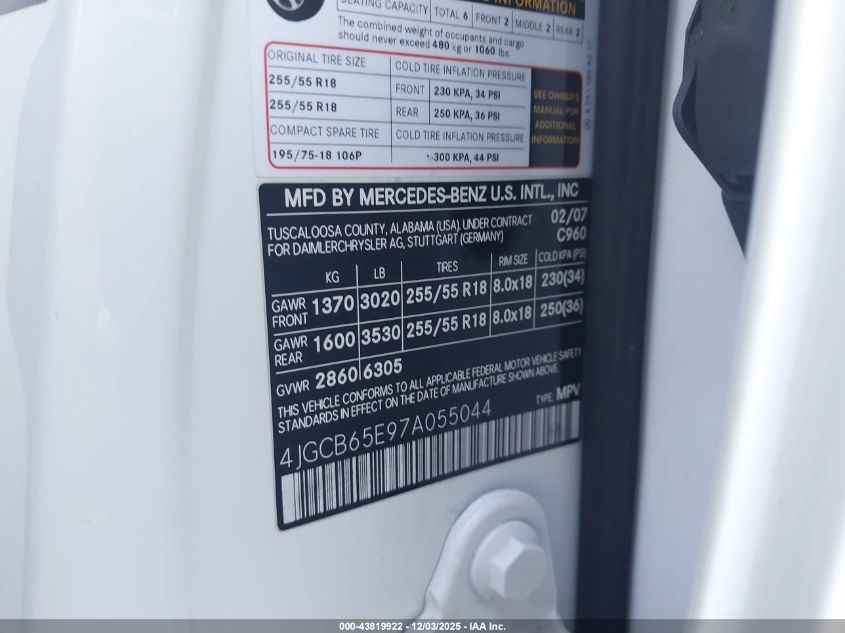 INFORMATION
SEATING CAPACITY TOTAL 6 FRONT 2 MIDDLE 2 REAR 2
The combined weight of occupants and cargo
should never exceed 480 kg or 1060 lbs.
ORIGINAL TIRE SIZE COLD TIRE INFLATION PRESSURE
255/55 R18 FRONT 230 KPA, 34 PSI
255/55 R18 REAR 250 KPA, 36 PSI
COMPACT SPARE TIRE COLD TIRE INFLATION PRESSURE
195/75-18 106P 300 KPA, 44 PSI
SEE OWNER'S
MANUAL FOR
ADDITIONAL
INFORMATION
MFD BY MERCEDES-BENZ U.S. INTL., INC
TUSCALOOSA COUNTY, ALABAMA (USA). UNDER CONTRACT 02/07
FOR DAIMLERCHRYSLER AG, STUTTGART (GERMANY) C960
KG LB TIRES RIM SIZE COLD KPA (PSI)
GAWR FRONT 1370 3020 255/55 R18 8.0x18 230(34)
GAWR REAR 1600 3530 255/55 R18 8.0x18 250(36)
GVWR 2860 6305
THIS VEHICLE CONFORMS TO ALL APPLICABLE FEDERAL MOTOR VEHICLE SAFETY
STANDARDS IN EFFECT ON THE DATE OF MANUFACTURE SHOWN ABOVE.
4JGCB65E97A055044 TYPE: MPV
000-43819922 - 12/03/2025 - IAA Inc.